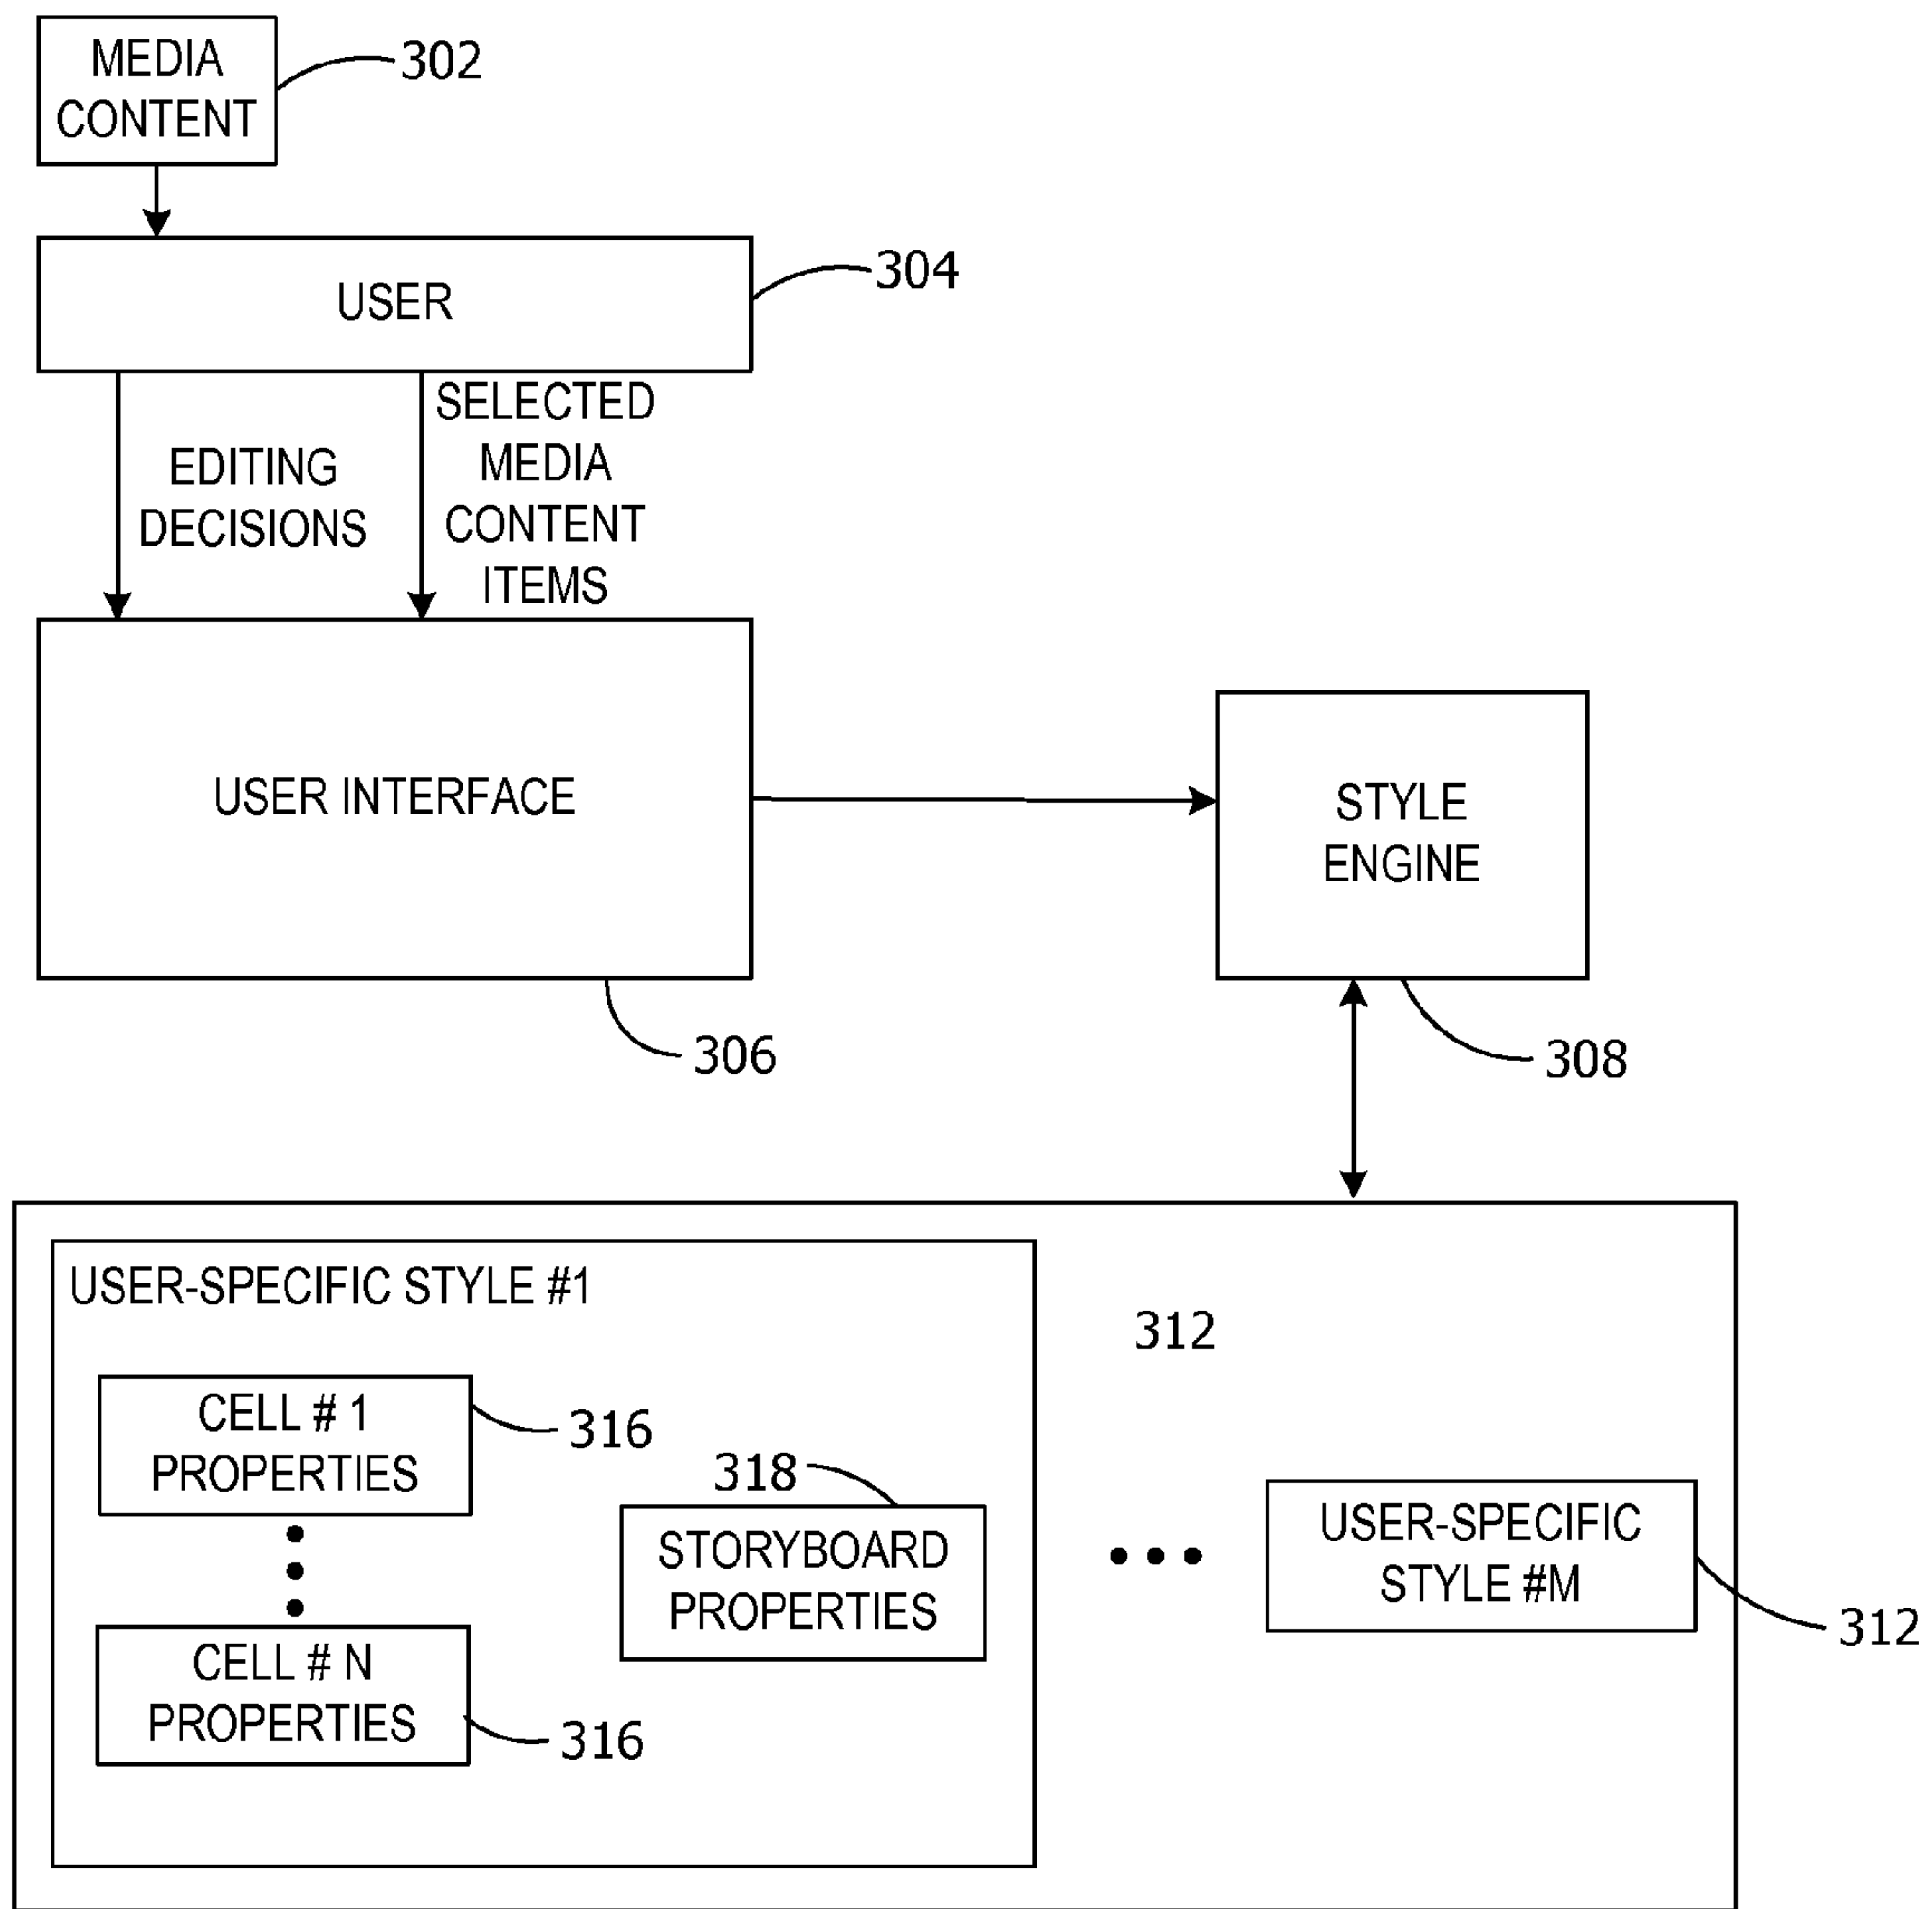 MEDIA
CONTENT
302
USER
304
EDITING
DECISIONS
SELECTED
MEDIA
CONTENT
ITEMS
USER INTERFACE
306
STYLE
ENGINE
308
USER-SPECIFIC STYLE #1
312
CELL # 1
PROPERTIES
316
CELL # N
PROPERTIES
316
318
STORYBOARD
PROPERTIES
USER-SPECIFIC
STYLE #M
312